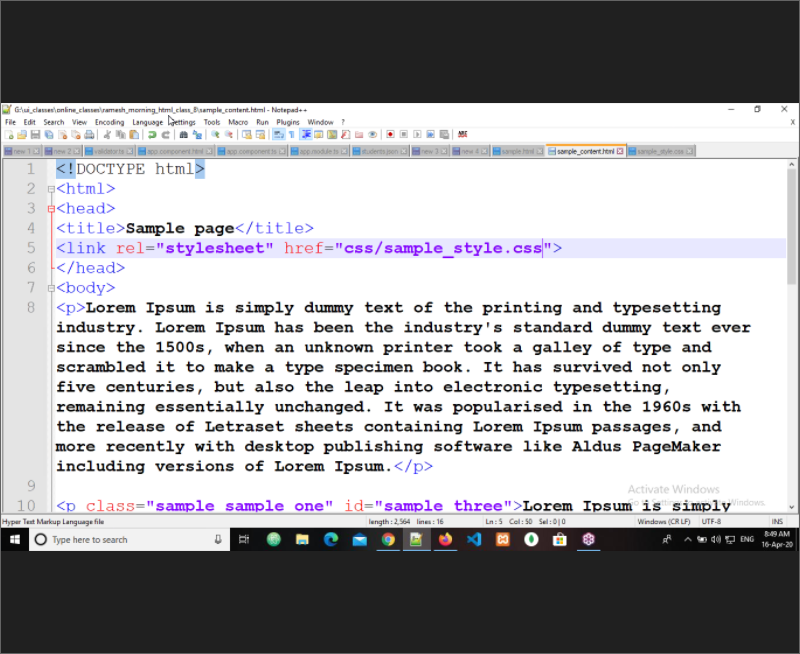 G:\ui_classes\online_classes\ramesh_morning_html_class_8\sample_content.html - Notepad++
File Edit Search View Encoding Language Settings Tools Macro Run Plugins Window ? X
new 1 new 2 validator.ts app.component.html app.component.ts app.module.ts students.json new 3 new 4 sample.html sample_content.html sample_style.css
1 <!DOCTYPE html>
2 <html>
3 <head>
4 <title>Sample page</title>
5 <link rel="stylesheet" href="css/sample_style.css">
6 </head>
7 <body>
8 <p>Lorem Ipsum is simply dummy text of the printing and typesetting
industry. Lorem Ipsum has been the industry's standard dummy text ever
since the 1500s, when an unknown printer took a galley of type and
scrambled it to make a type specimen book. It has survived not only
five centuries, but also the leap into electronic typesetting,
remaining essentially unchanged. It was popularised in the 1960s with
the release of Letraset sheets containing Lorem Ipsum passages, and
more recently with desktop publishing software like Aldus PageMaker
including versions of Lorem Ipsum.</p>
9
Activate Windows
Go to Settings to activate Windows.
10 <p class="sample sample_one" id="sample_three">Lorem Ipsum is simply
Hyper Text Markup Language file length : 2,564 lines : 16 Ln : 5 Col : 50 Sel : 0 | 0 Windows (CR LF) UTF-8 INS
Type here to search
ENG
8:49 AM
16-Apr-20